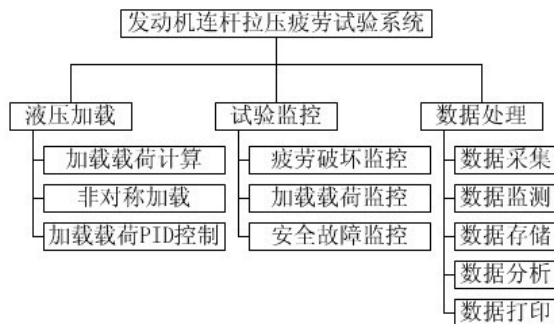 发动机连杆拉压疲劳试验系统
液压加载
加载载荷计算
非对称加载
加载载荷PID控制
试验监控
疲劳破坏监控
加载载荷监控
安全故障监控
数据处理
数据采集
数据监测
数据存储
数据分析
数据打印